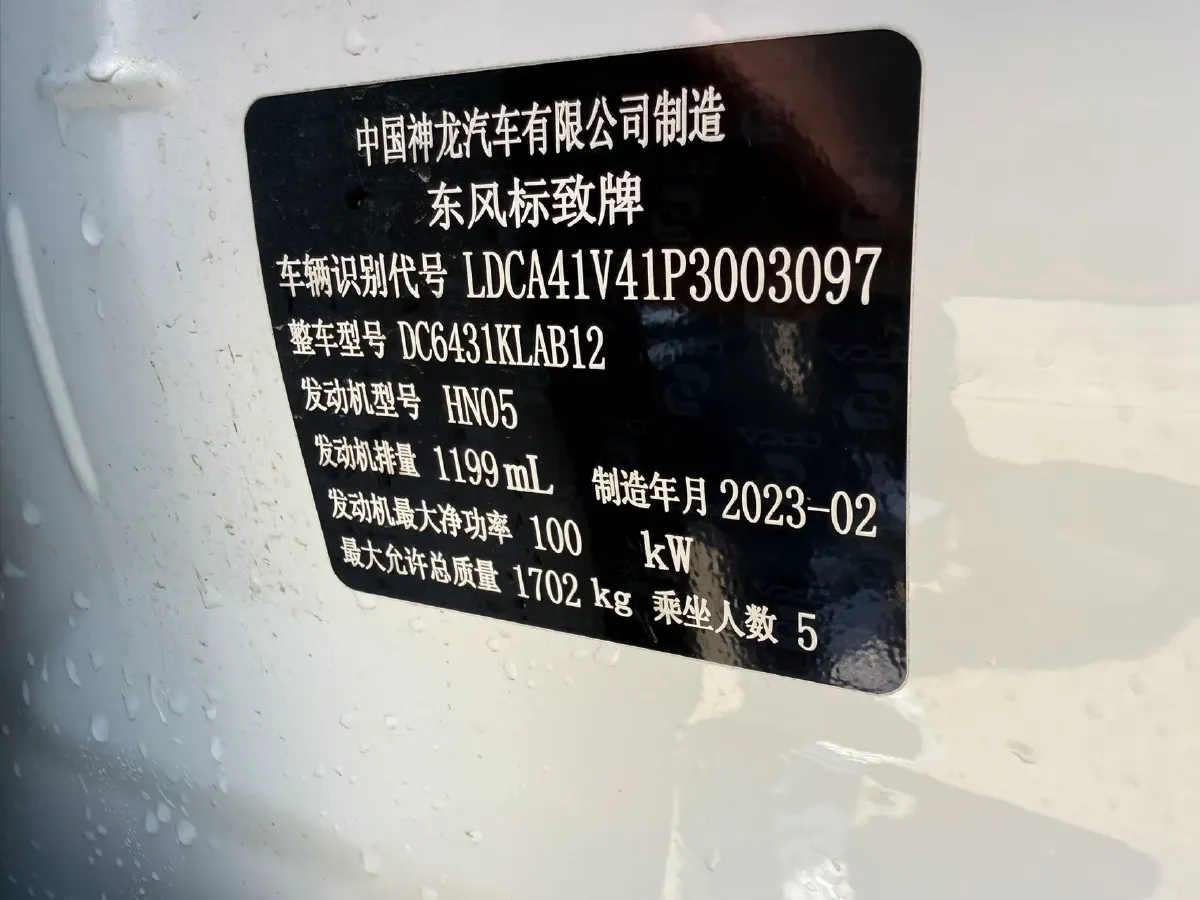 中国神龙汽车有限公司制造
东风标致牌
车辆识别代号 LDCA41V41P3003097
整车型号 DC6431KLAB12
发动机型号 HN05
发动机排量 1199mL 制造年月 2023-02
发动机最大净功率 100 kW
最大允许总质量 1702 kg 乘坐人数 5